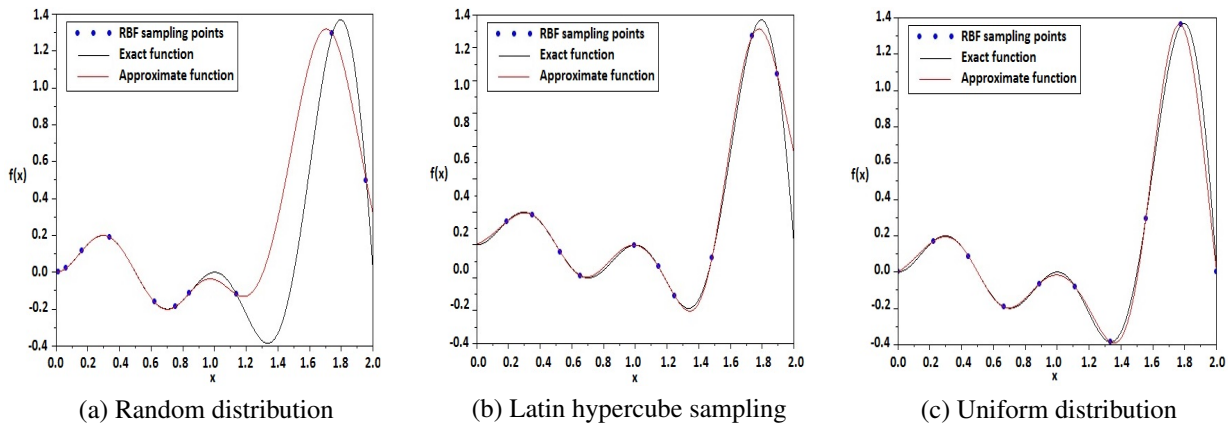 1.4
1.2
1.0
0.8
0.6
0.4
0.2
0.0
-0.2
-0.4
f(x)
RBF sampling points
Exact function
Approximate function
0.0 0.2 0.4 0.6 0.8 1.0 1.2 1.4 1.6 1.8 2.0
x
(a) Random distribution
1.4
1.2
1.0
0.8
0.6
0.4
0.2
0.0
-0.2
-0.4
f(x)
RBF sampling points
Exact function
Approximate function
0.0 0.2 0.4 0.6 0.8 1.0 1.2 1.4 1.6 1.8 2.0
x
(b) Latin hypercube sampling
1.4
1.2
1.0
0.8
0.6
0.4
0.2
0.0
-0.2
-0.4
f(x)
RBF sampling points
Exact function
Approximate function
0.0 0.2 0.4 0.6 0.8 1.0 1.2 1.4 1.6 1.8 2.0
x
(c) Uniform distribution